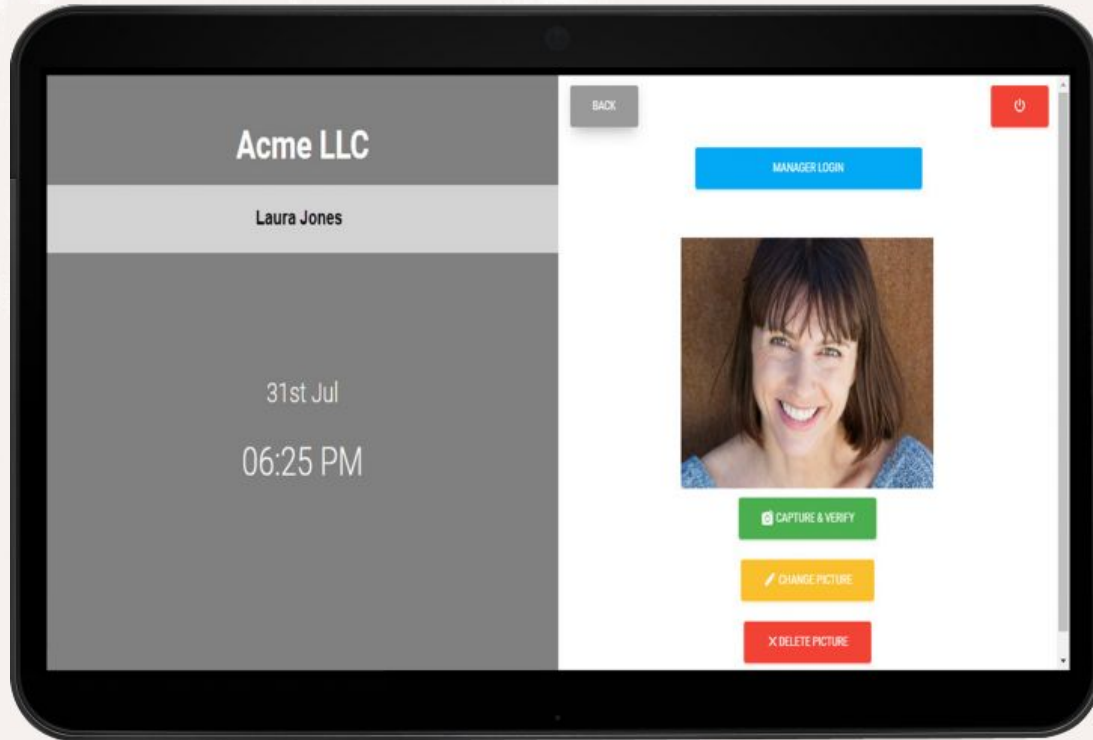 Acme LLC
Laura Jones
31st Jul
06:25 PM
BACK
MANAGER LOGIN
CAPTURE & VERIFY
CHANGE PICTURE
DELETE PICTURE